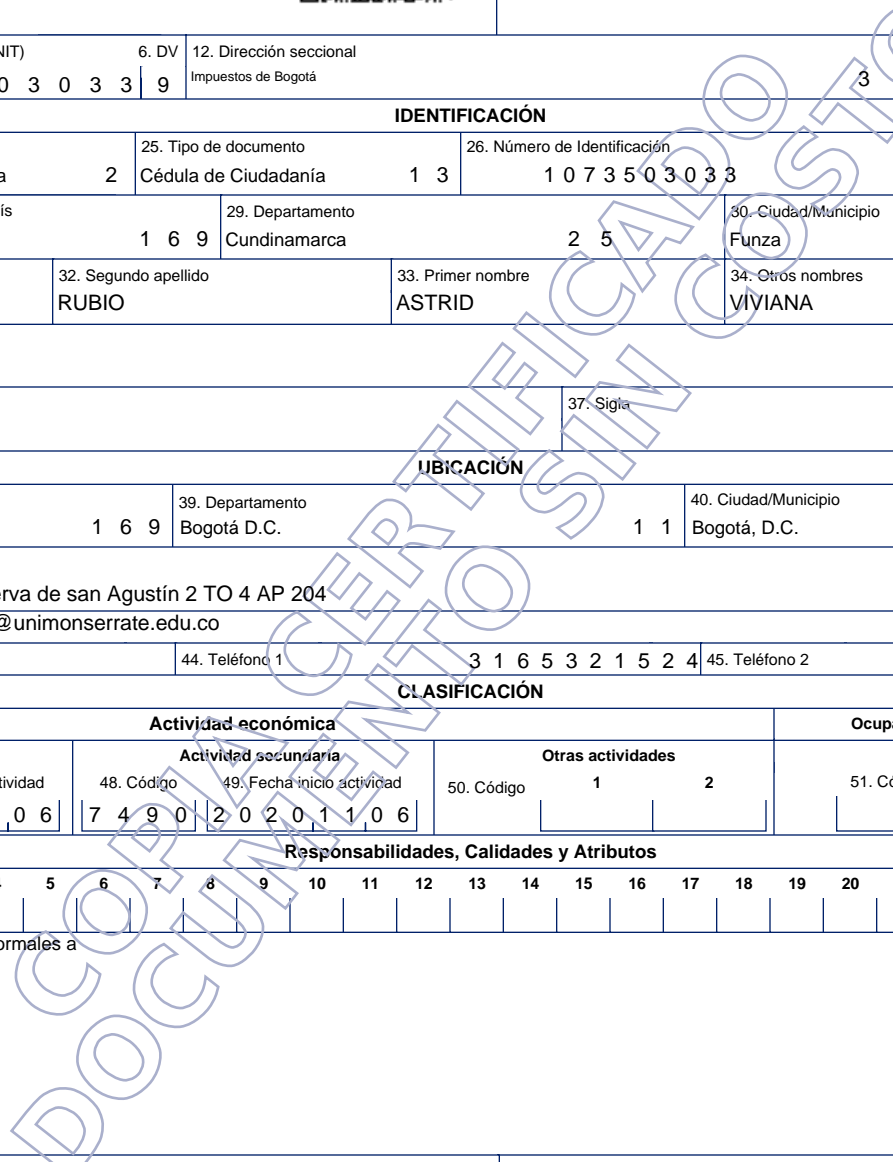 NIT) 6. DV 12. Dirección seccional
0 3 0 3 3 9 Impuestos de Bogotá 3
IDENTIFICACIÓN
25. Tipo de documento 26. Número de Identificación
a 2 Cédula de Ciudadanía 1 3 1 0 7 3 5 0 3 0 3 3
ís 29. Departamento 30. Ciudad/Municipio
1 6 9 Cundinamarca 2 5 Funza
32. Segundo apellido 33. Primer nombre 34. Otros nombres
RUBIO ASTRID VIVIANA
37. Sigla
UBICACIÓN
39. Departamento 40. Ciudad/Municipio
1 6 9 Bogotá D.C. 1 1 Bogotá, D.C.
erva de san Agustín 2 TO 4 AP 204
@unimonserrate.edu.co
44. Teléfono 1 3 1 6 5 3 2 1 5 2 4 45. Teléfono 2
CLASIFICACIÓN
Actividad económica Ocupa
Actividad secundaria Otras actividades
tividad 48. Código 49. Fecha inicio actividad 50. Código 1 2 51. Có
0 6 7 4 9 0 2 0 2 0 1 1 0 6
Responsabilidades, Calidades y Atributos
5 6 7 8 9 10 11 12 13 14 15 16 17 18 19 20
ormales a
COPIA CERTIFICADO
DOCUMENTO SIN COSTO